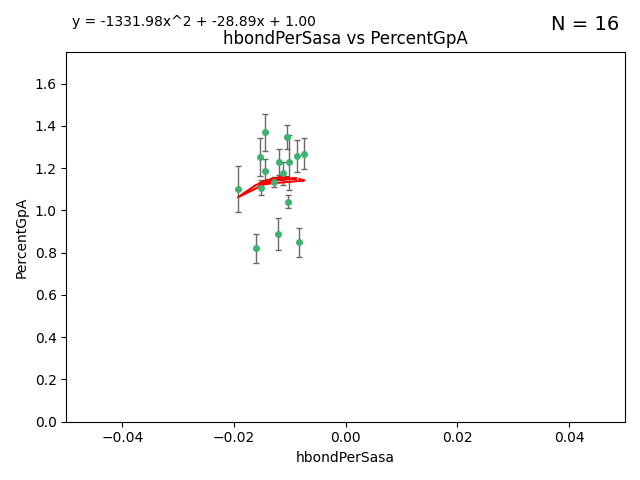 y = -1331.98x^2 + -28.89x + 1.00
N = 16
hbondPerSasa vs PercentGpA
1.6
1.4
1.2
1.0
0.8
0.6
0.4
0.2
0.0
PercentGpA
−0.04 −0.02 0.00 0.02 0.04
hbondPerSasa